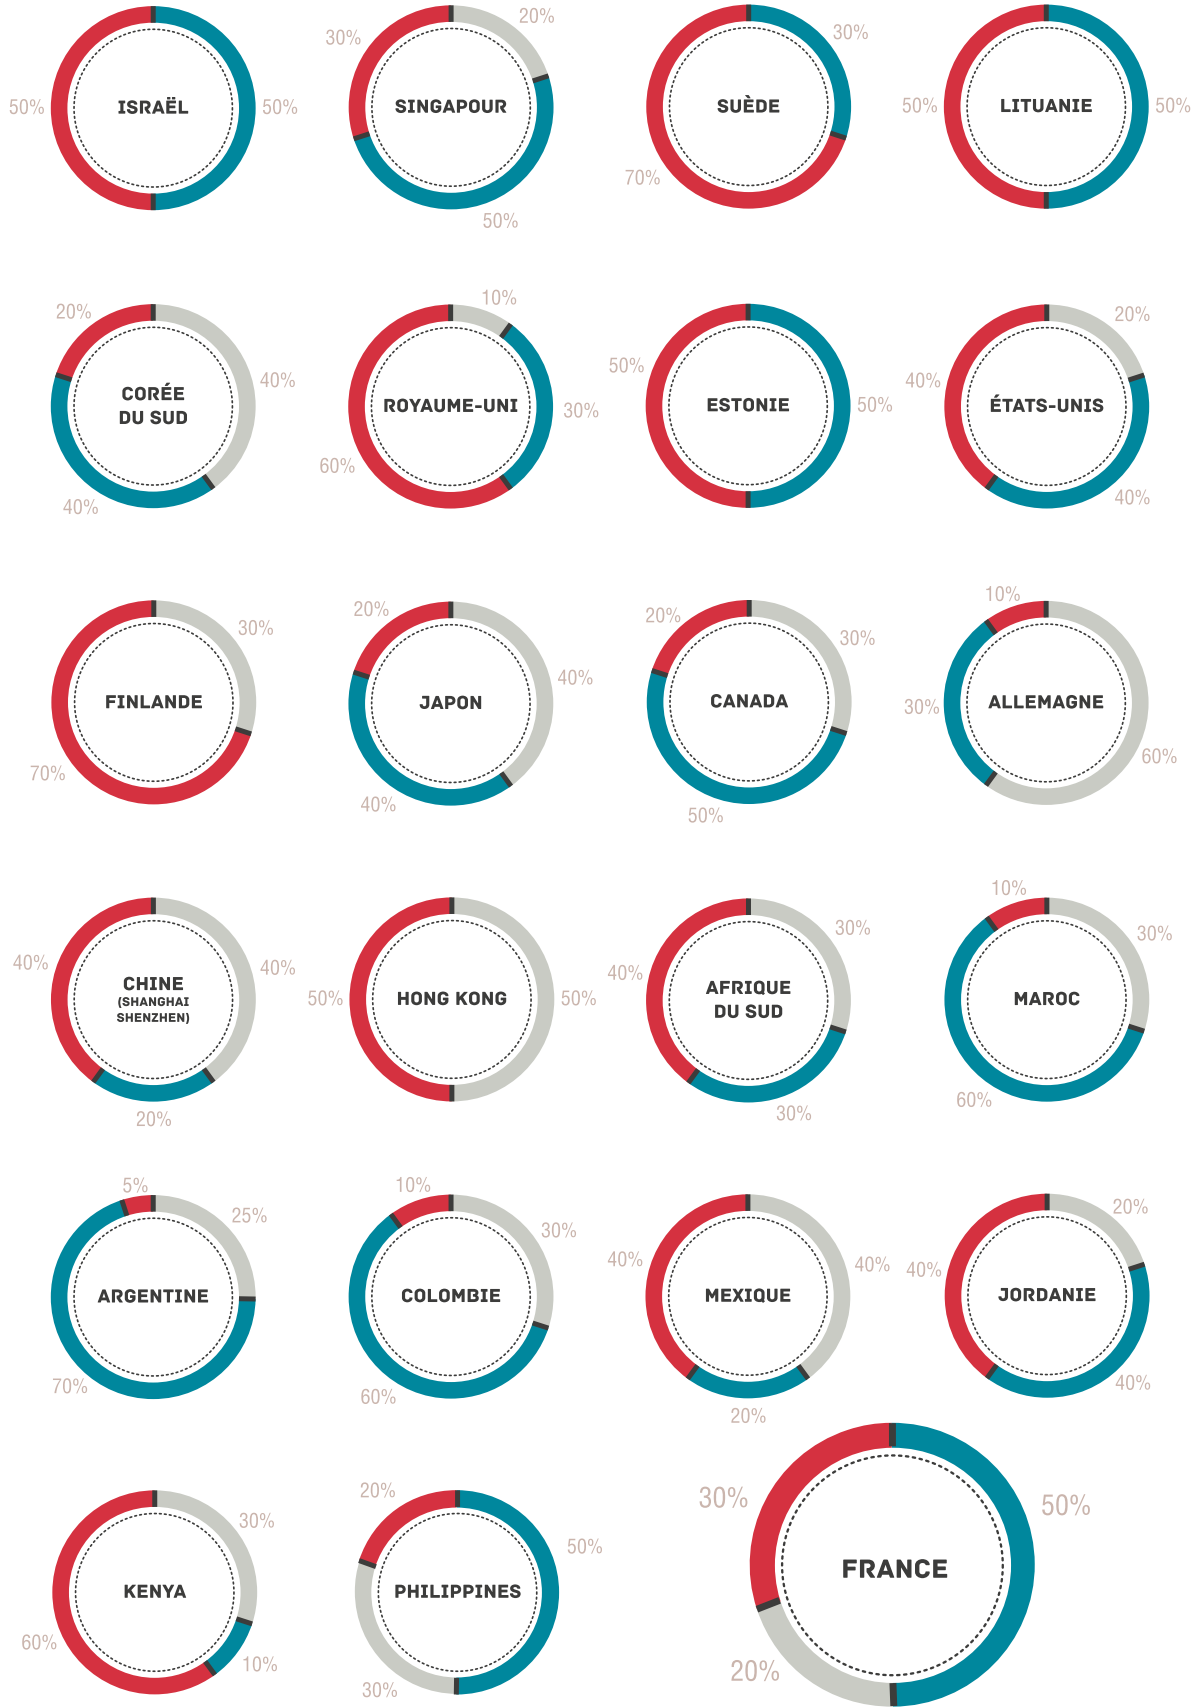 50%
ISRAËL
50%
20%
30%
SINGAPOUR
50%
30%
SUÈDE
70%
50%
LITUANIE
50%
20%
CORÉE
DU SUD
40%
40%
10%
ROYAUME-UNI
30%
60%
50%
ESTONIE
50%
20%
40%
ÉTATS-UNIS
40%
30%
FINLANDE
70%
20%
JAPON
40%
40%
20%
30%
CANADA
50%
10%
ALLEMAGNE
30%
60%
40%
CHINE
(SHANGHAI
SHENZHEN)
40%
20%
50%
HONG KONG
50%
30%
40%
AFRIQUE
DU SUD
30%
10%
30%
MAROC
60%
5%
25%
ARGENTINE
70%
10%
30%
COLOMBIE
60%
40%
MEXIQUE
40%
20%
20%
40%
JORDANIE
40%
30%
KENYA
60%
10%
20%
50%
PHILIPPINES
30%
30%
50%
FRANCE
20%